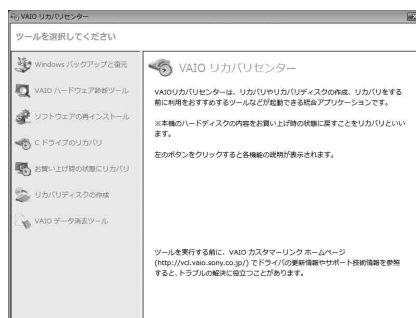 VAIO リカバリセンター
ツールを選択してください
Windows バックアップと復元
VAIO ハードウェア診断ツール
ソフトウェアの再インストール
C ドライブのリカバリ
お買い上げ時の状態にリカバリ
リカバリディスクの作成
VAIO データ消去ツール
VAIO リカバリセンター
VAIOリカバリセンターは、リカバリやリカバリディスクの作成、リカバリをする
前に利用をおすすめするツールなどが起動できる統合アプリケーションです。
※本機のハードディスクの内容をお買い上げ時の状態に戻すことをリカバリといい
ます。
左のボタンをクリックすると各機能の説明が表示されます。
ツールを実行する前に、VAIO カスタマーリンク ホームページ
(http://vcl.vaio.sony.co.jp/) でドライバの更新情報やサポート技術情報を参照
すると、トラブルの解決に役立つことがあります。